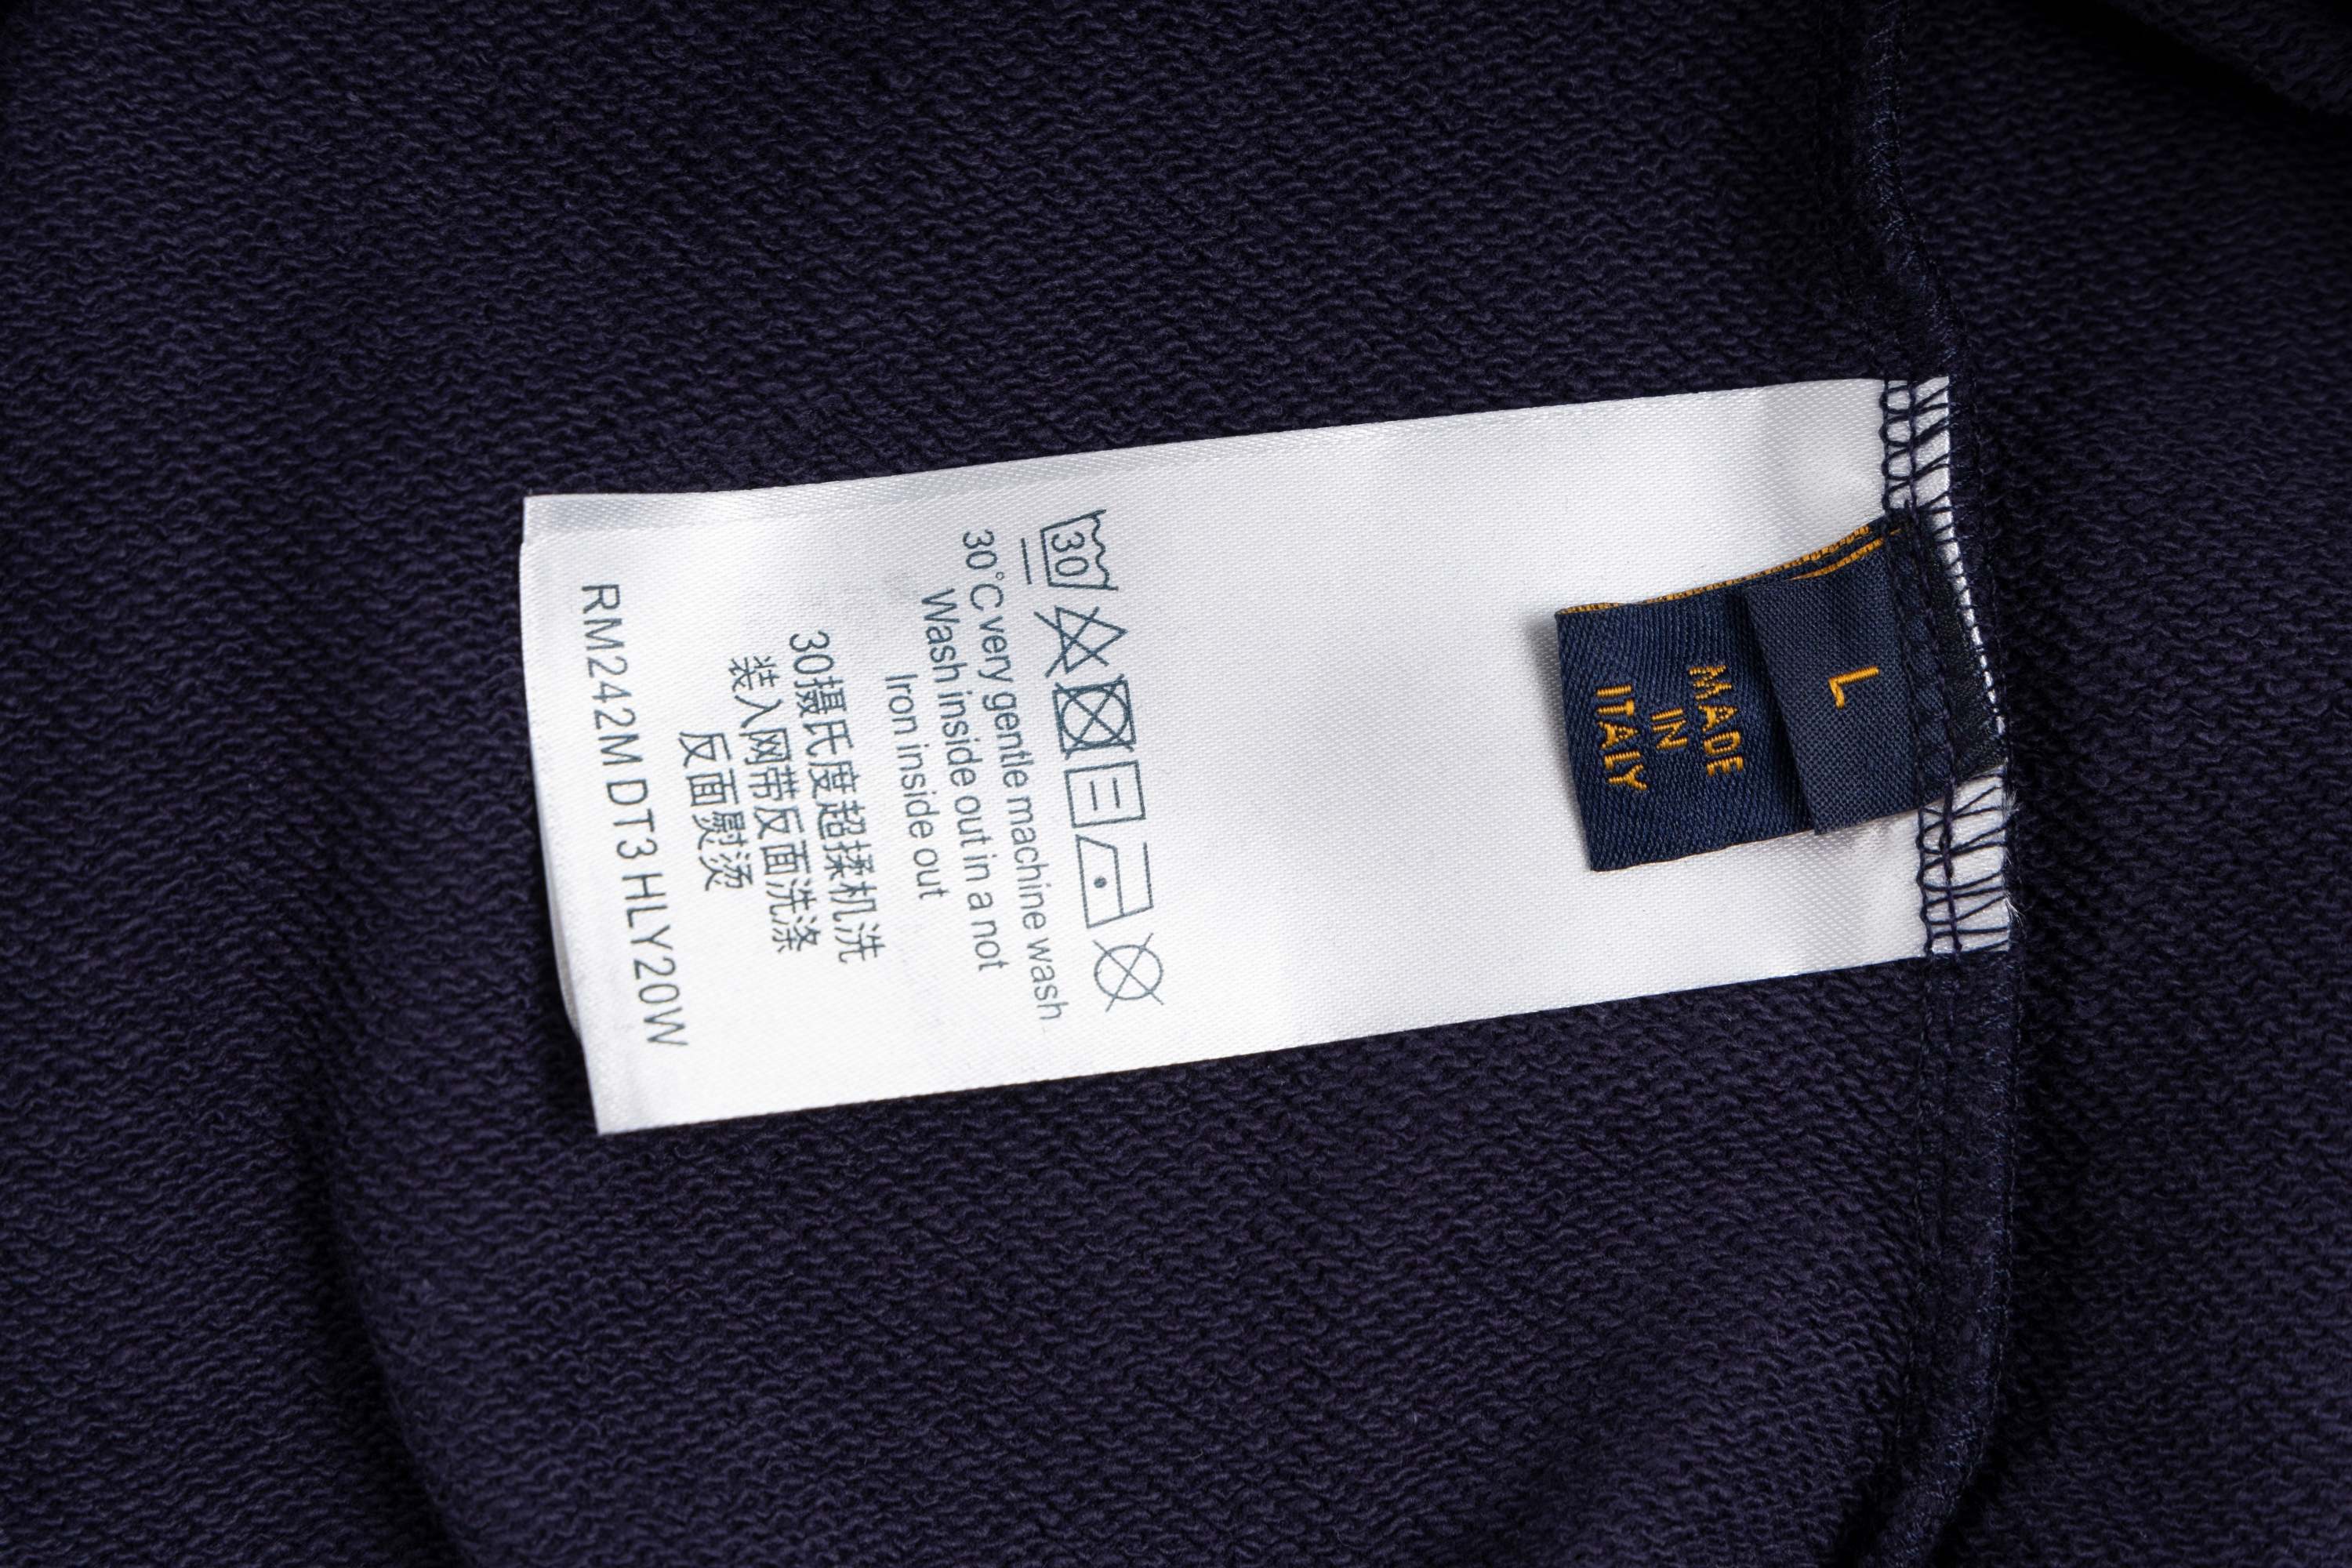 L
MADE
IN
ITALY
30
30°C very gentle machine wash
Wash inside out in a not
Iron inside out
30摄氏度超揉机洗
装入网带反面洗涤
反面熨烫
RM242M DT3 HLY20W